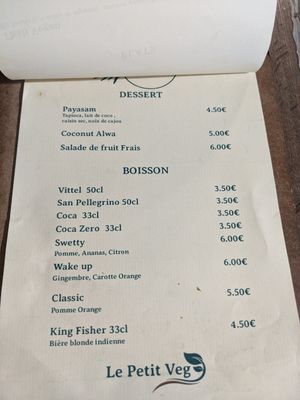 DESSERT
Payasam 4.50€
Tapioca, lait de coco,
raisin sec, noix de cajou
Coconut Alwa 5.00€
Salade de fruit Frais 6.00€
BOISSON
Vittel 50cl 3.50€
San Pellegrino 50cl 3.50€
Coca 33cl 3.50€
Coca Zero 33cl 3.50€
Swetty 6.00€
Pomme, Ananas, Citron
Wake up 6.00€
Gingembre, Carotte Orange
Classic 5.50€
Pomme Orange
King Fisher 33cl 4.50€
Bière blonde indienne
Le Petit Veg